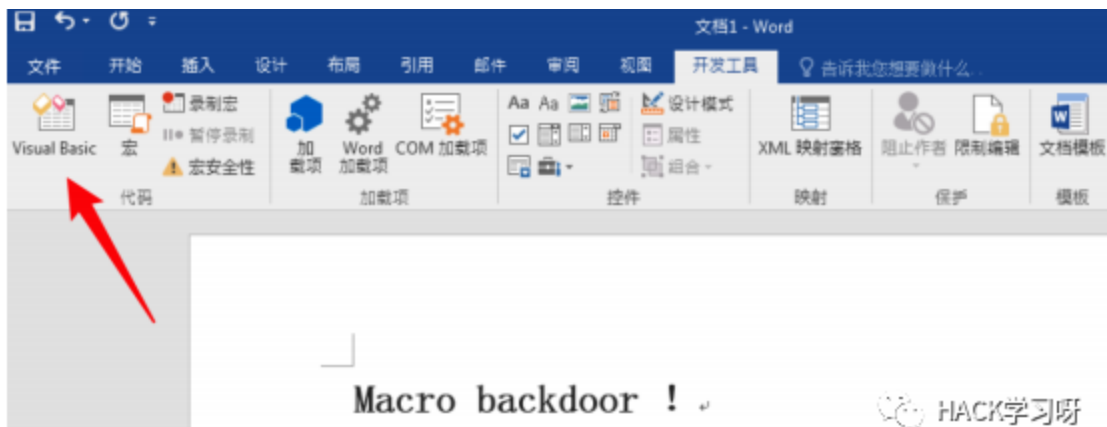 文档1 - Word
文件 开始 插入 设计 布局 引用 邮件 审阅 视图 开发工具 告诉我您想要做什么...
Visual Basic 宏 录制宏 暂停录制 宏安全性 加载项 Word 加载项 COM 加载项 Aa Aa 设计模式 属性 组合 XML 映射窗格 阻止作者 限制编辑 文档模板
代码 加载项 控件 映射 保护 模板
Macro backdoor !
HACK学习呀